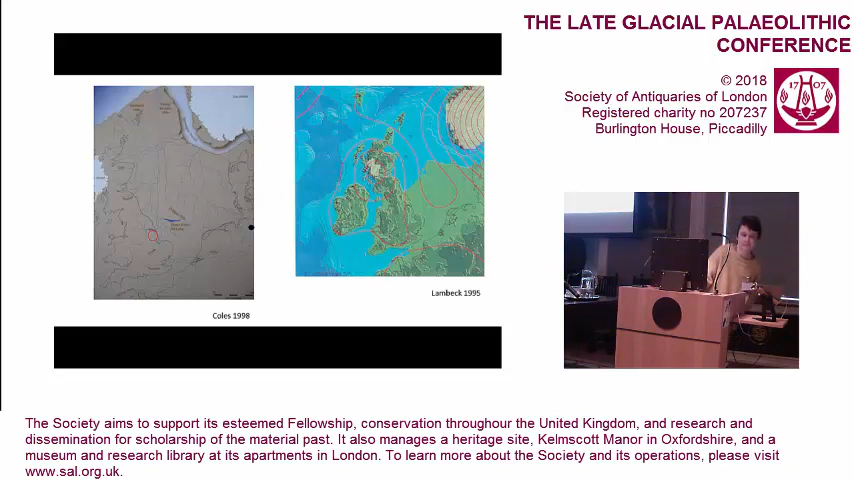 THE LATE GLACIAL PALAEOLITHIC
CONFERENCE
© 2018
Society of Antiquaries of London
Registered charity no 207237
Burlington House, Piccadilly
17 07
Lambeck 1995
Coles 1998
The Society aims to support its esteemed Fellowship, conservation throughour the United Kingdom, and research and
dissemination for scholarship of the material past. It also manages a heritage site, Kelmscott Manor in Oxfordshire, and a
museum and research library at its apartments in London. To learn more about the Society and its operations, please visit
www.sal.org.uk.